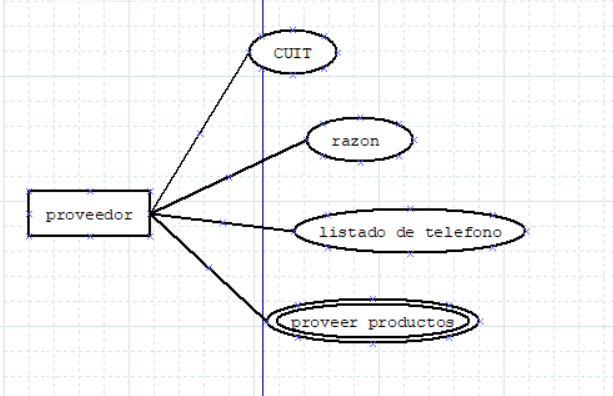 CUIT
razon
proveedor
listado de telefono
proveer productos